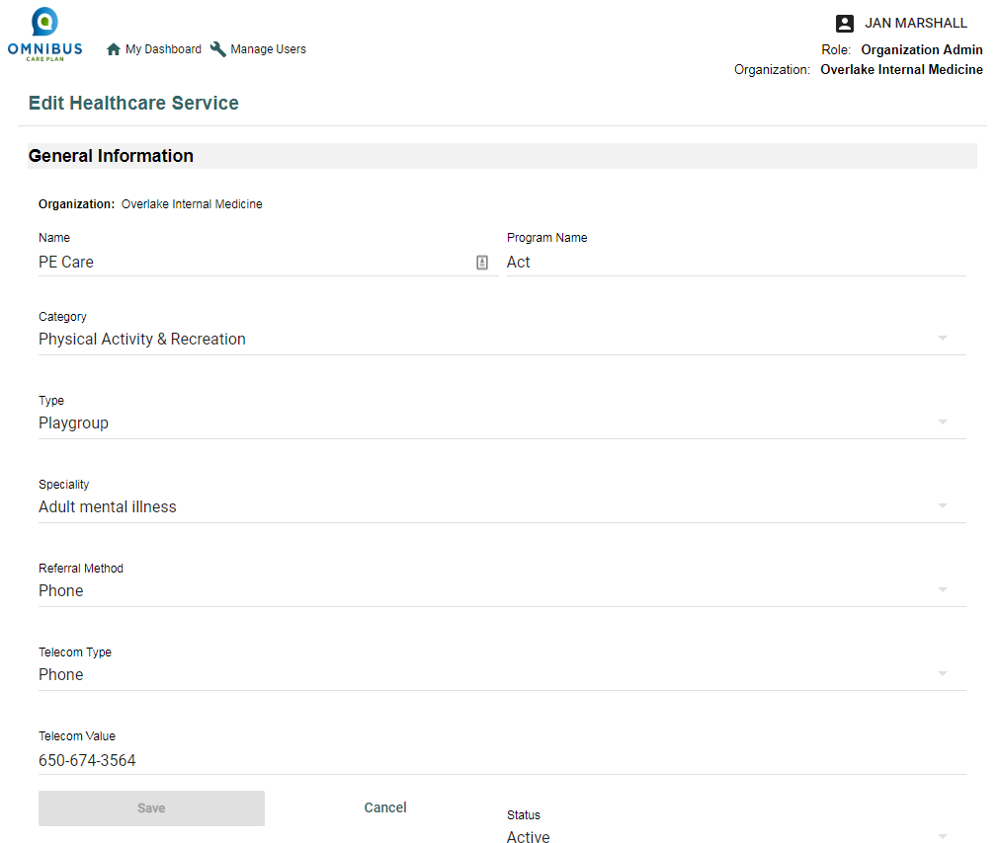 OMNIBUS
CARE PLAN
My Dashboard Manage Users
JAN MARSHALL
Role: Organization Admin
Organization: Overlake Internal Medicine
Edit Healthcare Service
General Information
Organization: Overlake Internal Medicine
Name Program Name
PE Care Act
Category
Physical Activity & Recreation
Type
Playgroup
Speciality
Adult mental illness
Referral Method
Phone
Telecom Type
Phone
Telecom Value
650-674-3564
Save Cancel
Status
Active